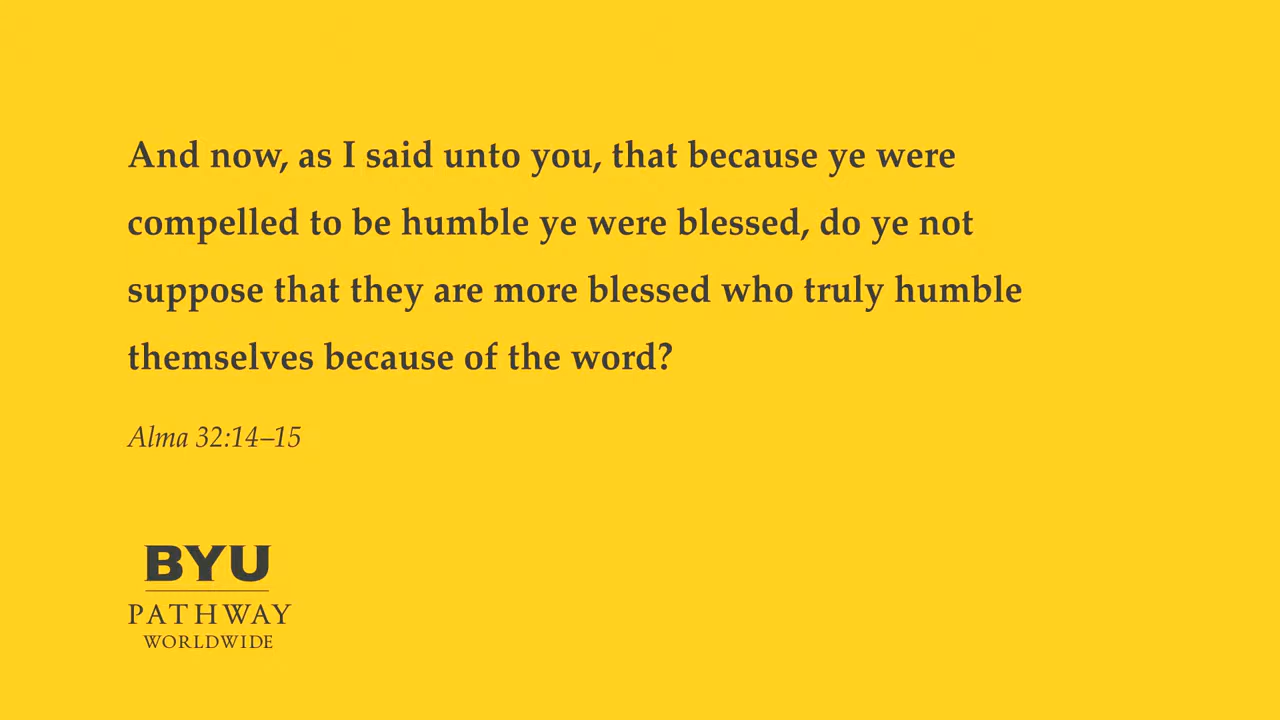 And now, as I said unto you, that because ye were
compelled to be humble ye were blessed, do ye not
suppose that they are more blessed who truly humble
themselves because of the word?
Alma 32:14–15
BYU
PATHWAY
WORLDWIDE